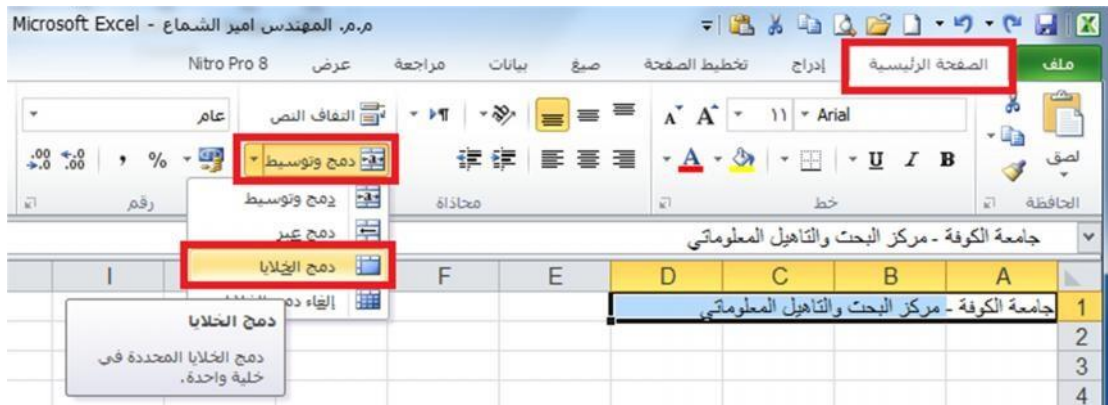 م.م. المهندس امير الشماع - Microsoft Excel
ملف الصفحة الرئيسية إدراج تخطيط الصفحة صيغ بيانات مراجعة عرض Nitro Pro 8
Arial ١١ التفاف النص عام
لصق B I U دمج وتوسيط %
الحافظة خط محاذاة رقم
دمج وتوسيط
دمج عبر
دمج الخلايا
إلغاء دمج
دمج الخلايا
دمج الخلايا المحددة في
خلية واحدة.
جامعة الكوفة - مركز البحث والتاهيل المعلوماتي
A B C D E F I
1 جامعة الكوفة - مركز البحث والتاهيل المعلوماتي
2
3
4